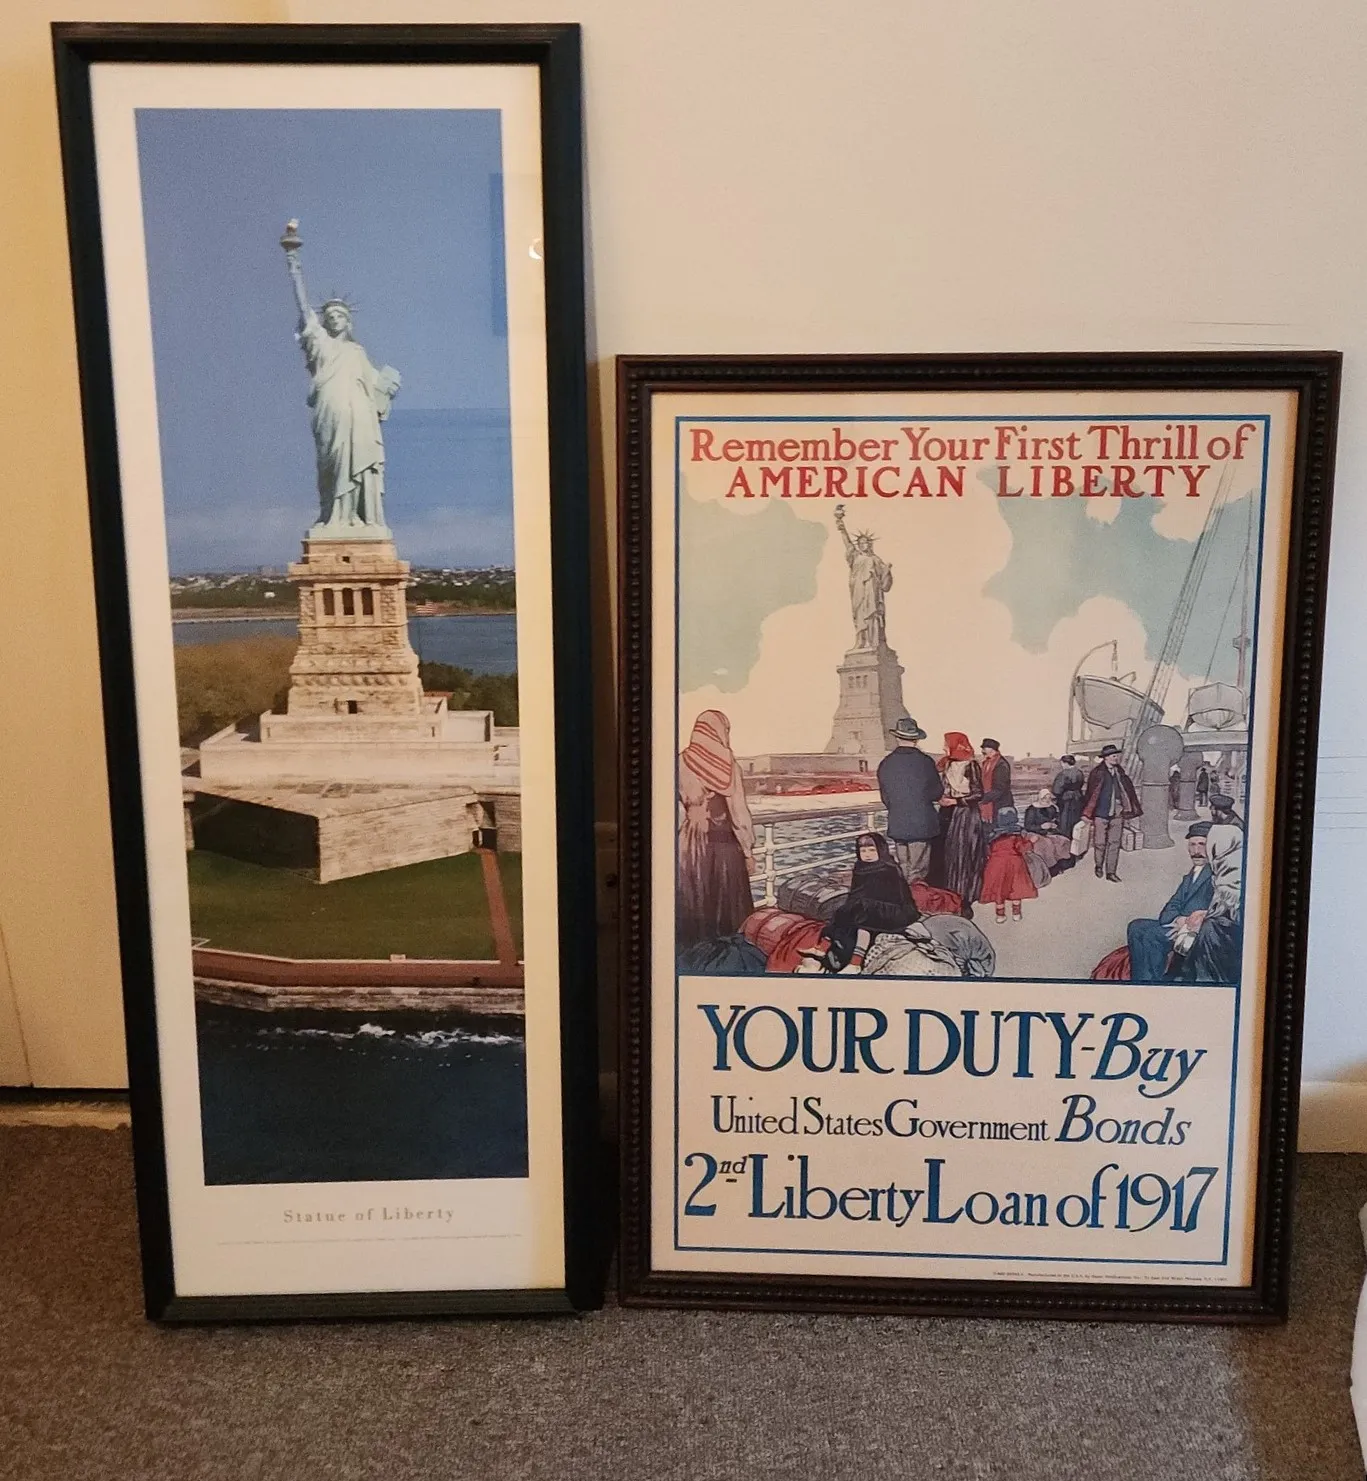 Statue of Liberty
Remember Your First Thrill of
AMERICAN LIBERTY
YOUR DUTY-Buy
United States Government Bonds
2nd Liberty Loan of 1917